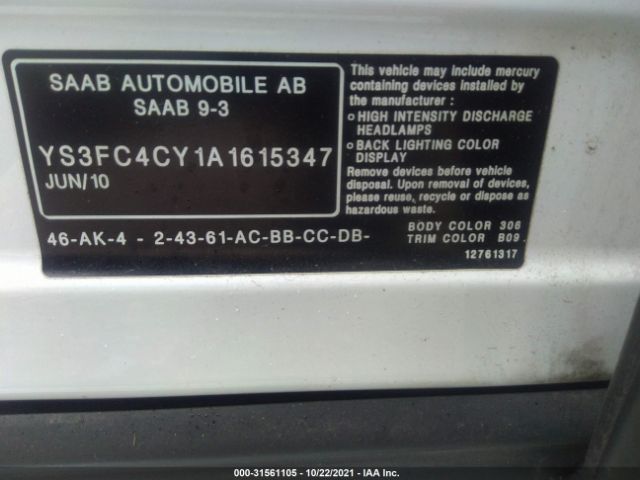 SAAB AUTOMOBILE AB
SAAB 9-3
YS3FC4CY1A1615347
JUN/10
This vehicle may include mercury
containing devices installed by
the manufacturer :
o HIGH INTENSITY DISCHARGE
HEADLAMPS
o BACK LIGHTING COLOR
DISPLAY
Remove devices before vehicle
disposal. Upon removal of devices,
please reuse, recycle or dispose as
hazardous waste.
46-AK-4 - 2-43-61-AC-BB-CC-DB-
BODY COLOR 306
TRIM COLOR B09
12761317
000-31561105 - 10/22/2021 - IAA Inc.